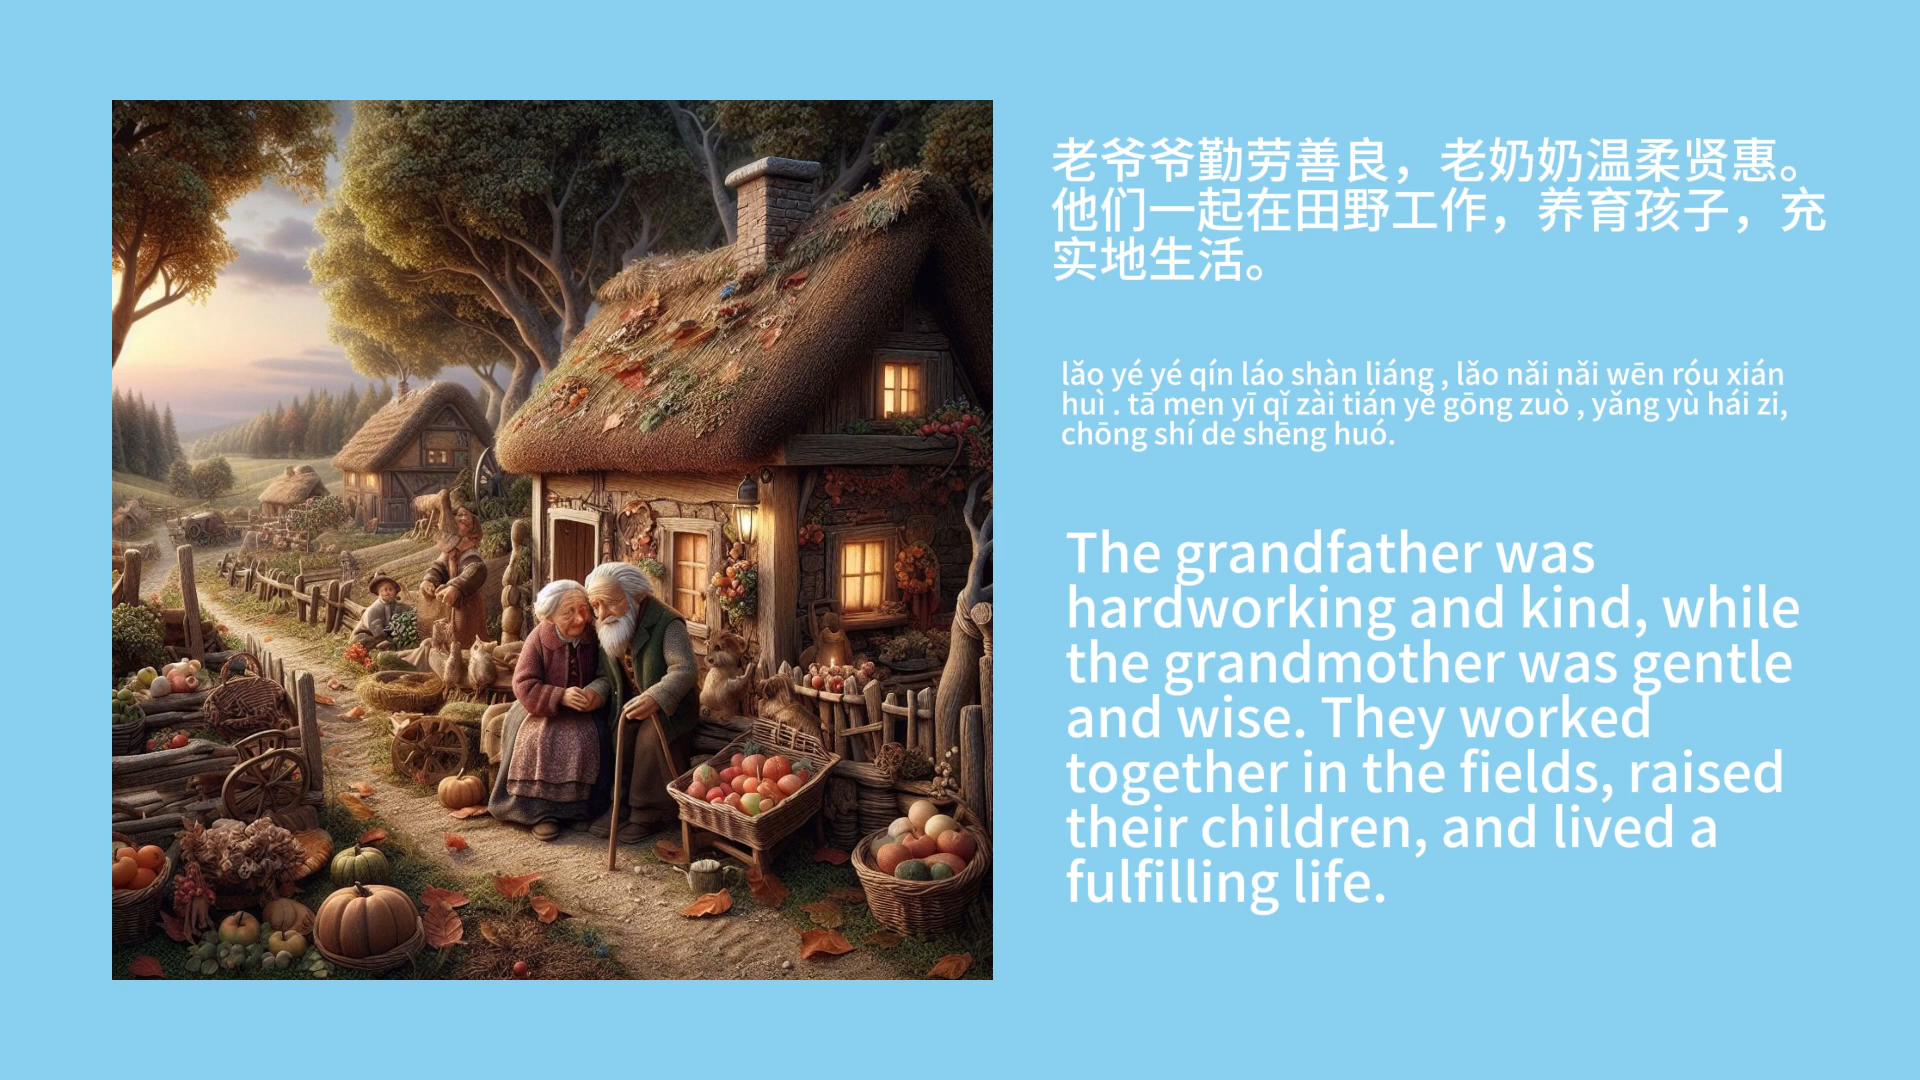 老爷爷勤劳善良，老奶奶温柔贤惠。
他们一起在田野工作，养育孩子，充
实地生活。
lǎo yé yé qín láo shàn liáng , lǎo nǎi nǎi wēn róu xián
huì . tā men yī qǐ zài tián yě gōng zuò , yǎng yù hái zi,
chōng shí de shēng huó.
The grandfather was
hardworking and kind, while
the grandmother was gentle
and wise. They worked
together in the fields, raised
their children, and lived a
fulfilling life.